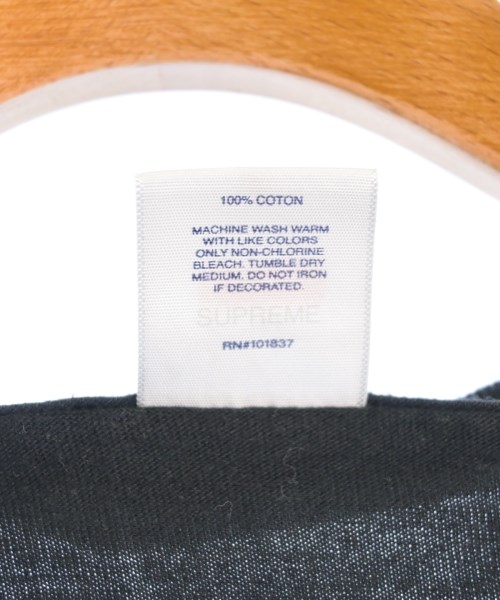 100% COTON
MACHINE WASH WARM
WITH LIKE COLORS
ONLY NON-CHLORINE
BLEACH. TUMBLE DRY
MEDIUM. DO NOT IRON
IF DECORATED.
SUPREME
RN#101837